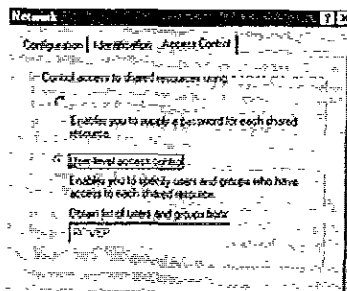 Network
Configuration Identification Access Control
Control access to shared resources using:
Enables you to supply a password for each shared
resource.
User-level access control
Enables you to specify users and groups who have
access to each shared resource.
Obtain list of users and groups from: